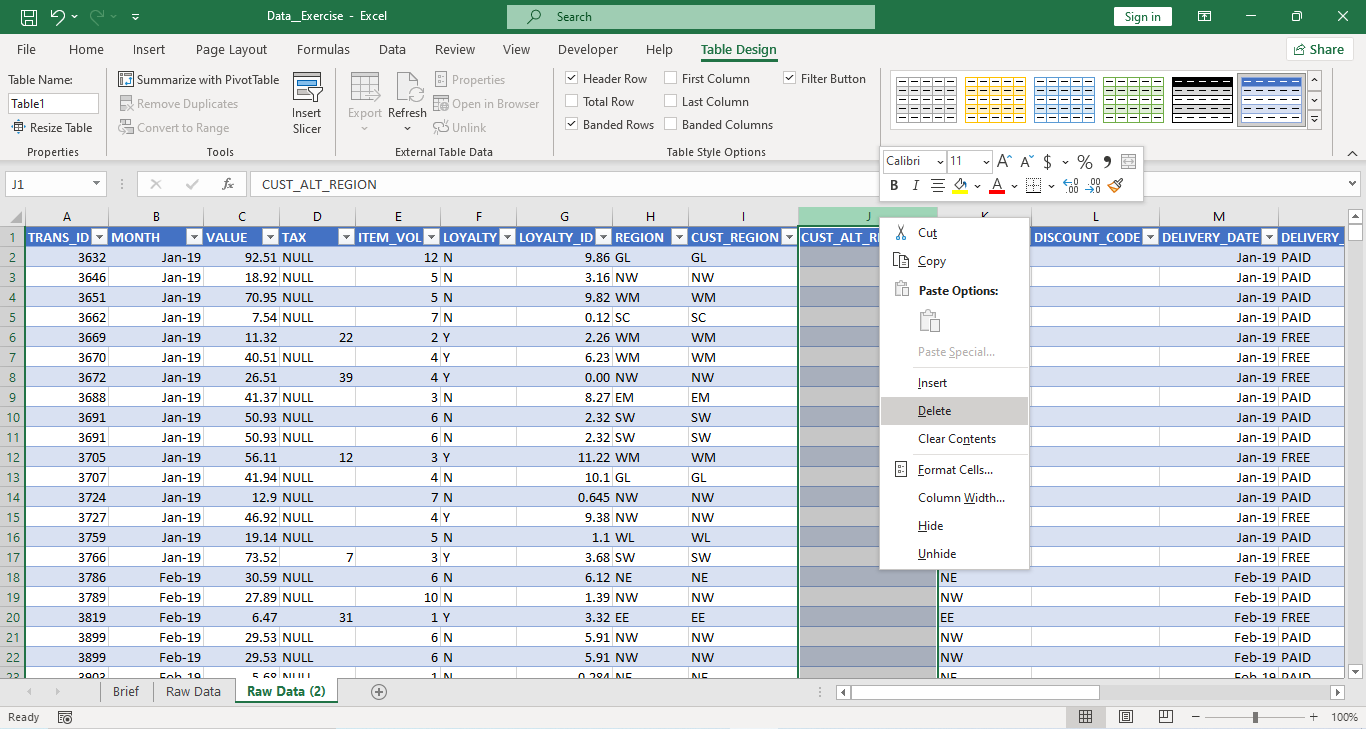 Data__Exercise - Excel
Search
Sign in
File Home Insert Page Layout Formulas Data Review View Developer Help Table Design Share
Table Name:
Table1
Resize Table
Properties
Summarize with PivotTable
Remove Duplicates
Convert to Range
Tools
Insert
Slicer
Export
Refresh
Properties
Open in Browser
Unlink
External Table Data
Header Row First Column Filter Button
Total Row Last Column
Banded Rows Banded Columns
Table Style Options
Calibri 11 A^ A $ % 9
B I A .00
J1 fx CUST_ALT_REGION
A B C D E F G H I J K L M
1 TRANS_ID MONTH VALUE TAX ITEM_VOL LOYALTY LOYALTY_ID REGION CUST_REGION CUST_ALT_RE DISCOUNT_CODE DELIVERY_DATE DELIVERY_
2 3632 Jan-19 92.51 NULL 12 N 9.86 GL GL Jan-19 PAID
3 3646 Jan-19 18.92 NULL 5 N 3.16 NW NW Jan-19 PAID
4 3651 Jan-19 70.95 NULL 5 N 9.82 WM WM Jan-19 PAID
5 3662 Jan-19 7.54 NULL 7 N 0.12 SC SC Jan-19 PAID
6 3669 Jan-19 11.32 22 2 Y 2.26 WM WM Jan-19 FREE
7 3670 Jan-19 40.51 NULL 4 Y 6.23 WM WM Jan-19 FREE
8 3672 Jan-19 26.51 39 4 Y 0.00 NW NW Jan-19 FREE
9 3688 Jan-19 41.37 NULL 3 N 8.27 EM EM Jan-19 PAID
10 3691 Jan-19 50.93 NULL 6 N 2.32 SW SW Jan-19 PAID
11 3691 Jan-19 50.93 NULL 6 N 2.32 SW SW Jan-19 PAID
12 3705 Jan-19 56.11 12 3 Y 11.22 WM WM Jan-19 FREE
13 3707 Jan-19 41.94 NULL 4 N 10.1 GL GL Jan-19 PAID
14 3724 Jan-19 12.9 NULL 7 N 0.645 NW NW Jan-19 PAID
15 3727 Jan-19 46.92 NULL 4 Y 9.38 NW NW Jan-19 FREE
16 3759 Jan-19 19.14 NULL 5 N 1.1 WL WL Jan-19 PAID
17 3766 Jan-19 73.52 7 3 Y 3.68 SW SW Jan-19 FREE
18 3786 Feb-19 30.59 NULL 6 N 6.12 NE NE NE Feb-19 PAID
19 3789 Feb-19 27.89 NULL 10 N 1.39 NW NW NW Feb-19 PAID
20 3819 Feb-19 6.47 31 1 Y 3.32 EE EE EE Feb-19 FREE
21 3899 Feb-19 29.53 NULL 6 N 5.91 NW NW NW Feb-19 PAID
22 3899 Feb-19 29.53 NULL 6 N 5.91 NW NW NW Feb-19 PAID
23 3903 Feb-19 5.68 NULL 1 N 0.284 NE NE NE Feb-19 PAID
Cut
Copy
Paste Options:
Paste Special...
Insert
Delete
Clear Contents
Format Cells...
Column Width...
Hide
Unhide
Brief Raw Data Raw Data (2)
Ready 100%